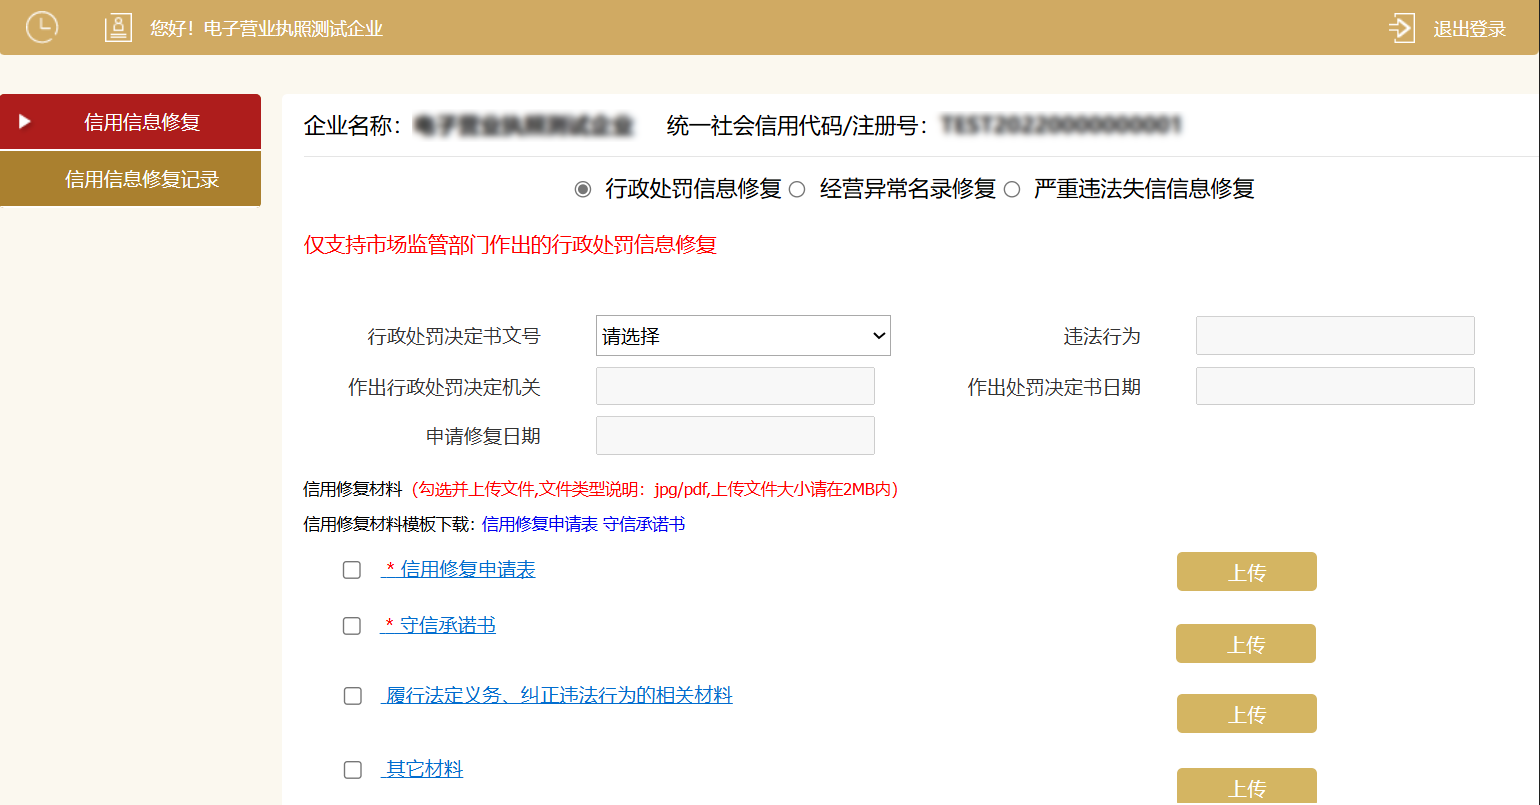 您好！电子营业执照测试企业 退出登录
信用信息修复
信用信息修复记录
企业名称： 统一社会信用代码/注册号：
行政处罚信息修复 经营异常名录修复 严重违法失信信息修复
仅支持市场监管部门作出的行政处罚信息修复
行政处罚决定书文号 请选择 违法行为
作出行政处罚决定机关 作出处罚决定书日期
申请修复日期
信用修复材料（勾选并上传文件,文件类型说明：jpg/pdf,上传文件大小请在2MB内）
信用修复材料模板下载：信用修复申请表 守信承诺书
* 信用修复申请表 上传
* 守信承诺书 上传
履行法定义务、纠正违法行为的相关材料 上传
其它材料 上传